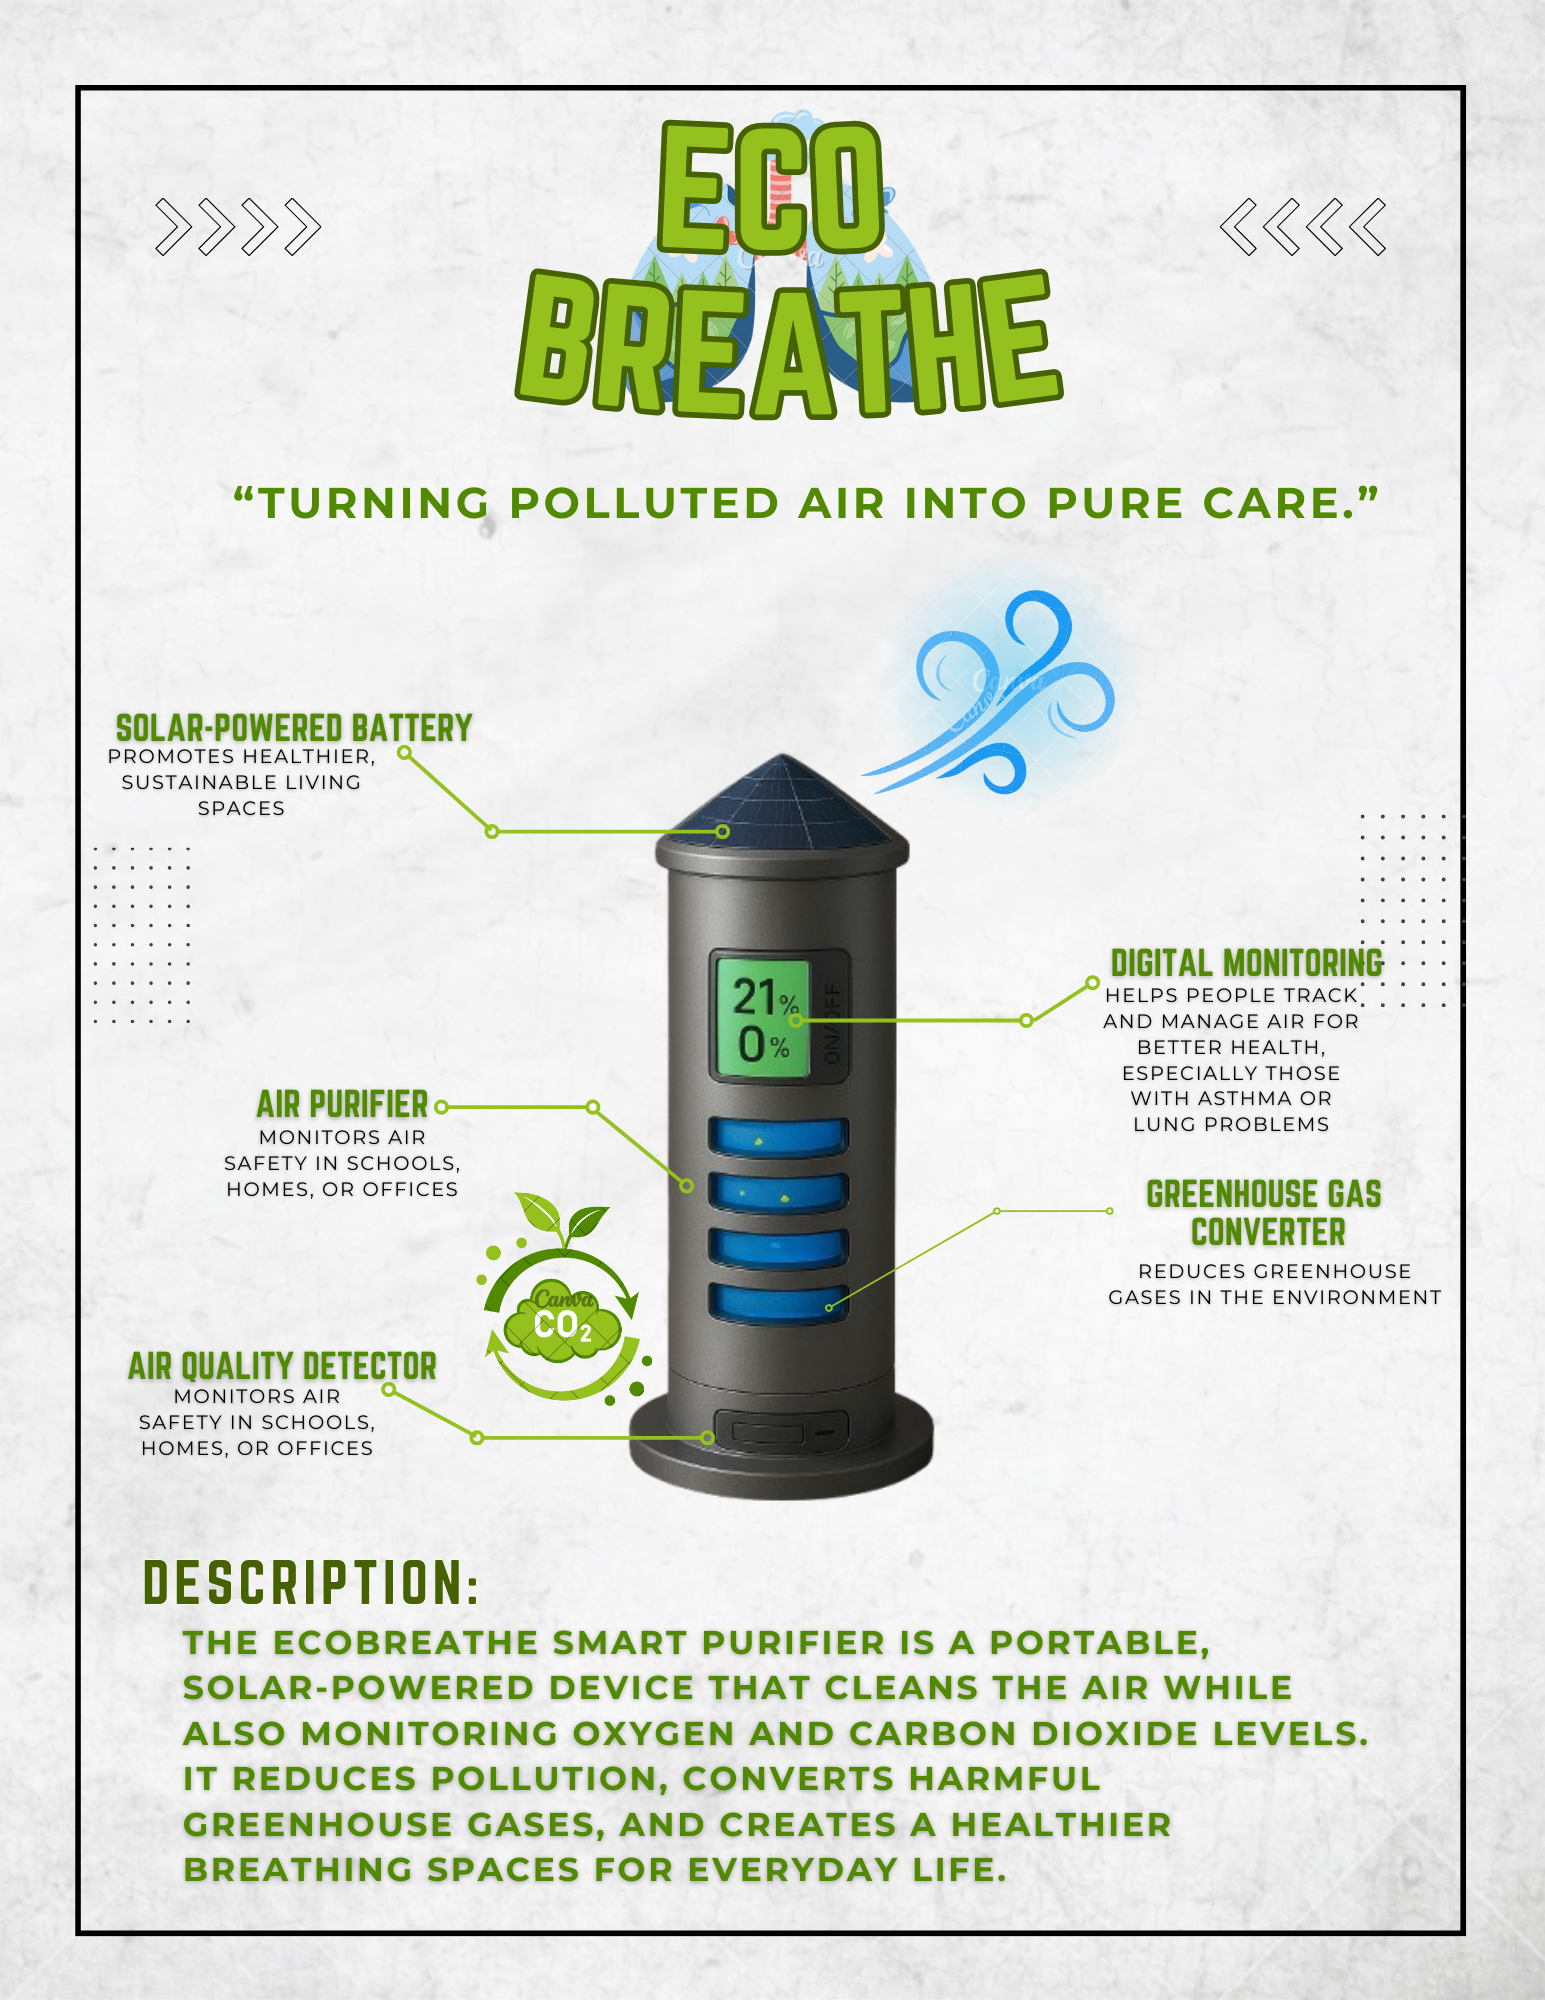 ECO
BREATHE
“TURNING POLLUTED AIR INTO PURE CARE.”
Canva
Canva
SOLAR-POWERED BATTERY
PROMOTES HEALTHIER,
SUSTAINABLE LIVING
SPACES
21%
0%
ON/OFF
DIGITAL MONITORING
HELPS PEOPLE TRACK
AND MANAGE AIR FOR
BETTER HEALTH,
ESPECIALLY THOSE
WITH ASTHMA OR
LUNG PROBLEMS
AIR PURIFIER
MONITORS AIR
SAFETY IN SCHOOLS,
HOMES, OR OFFICES
GREENHOUSE GAS
CONVERTER
REDUCES GREENHOUSE
GASES IN THE ENVIRONMENT
Canva
CO2
AIR QUALITY DETECTOR
MONITORS AIR
SAFETY IN SCHOOLS,
HOMES, OR OFFICES
DESCRIPTION:
THE ECOBREATHE SMART PURIFIER IS A PORTABLE,
SOLAR-POWERED DEVICE THAT CLEANS THE AIR WHILE
ALSO MONITORING OXYGEN AND CARBON DIOXIDE LEVELS.
IT REDUCES POLLUTION, CONVERTS HARMFUL
GREENHOUSE GASES, AND CREATES A HEALTHIER
BREATHING SPACES FOR EVERYDAY LIFE.